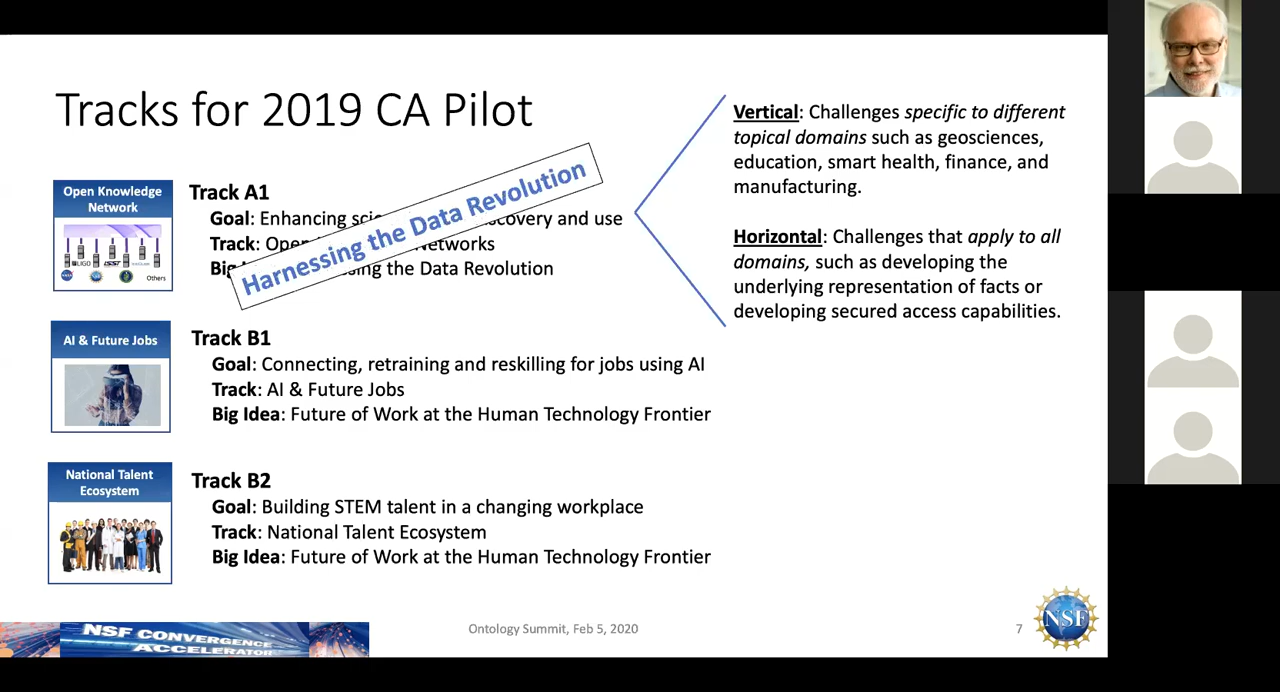 Tracks for 2019 CA Pilot
Open Knowledge
Network
LIGO
Others
Track A1
Goal: Enhancing covery and use
Track: Networks
the Data Revolution
Harnessing the Data Revolution
Vertical: Challenges specific to different
topical domains such as geosciences,
education, smart health, finance, and
manufacturing.
Horizontal: Challenges that apply to all
domains, such as developing the
underlying representation of facts or
developing secured access capabilities.
AI & Future Jobs
Track B1
Goal: Connecting, retraining and reskilling for jobs using AI
Track: AI & Future Jobs
Big Idea: Future of Work at the Human Technology Frontier
National Talent
Ecosystem
Track B2
Goal: Building STEM talent in a changing workplace
Track: National Talent Ecosystem
Big Idea: Future of Work at the Human Technology Frontier
NSF CONVERGENCE
ACCELERATOR
Ontology Summit, Feb 5, 2020
7
NSF